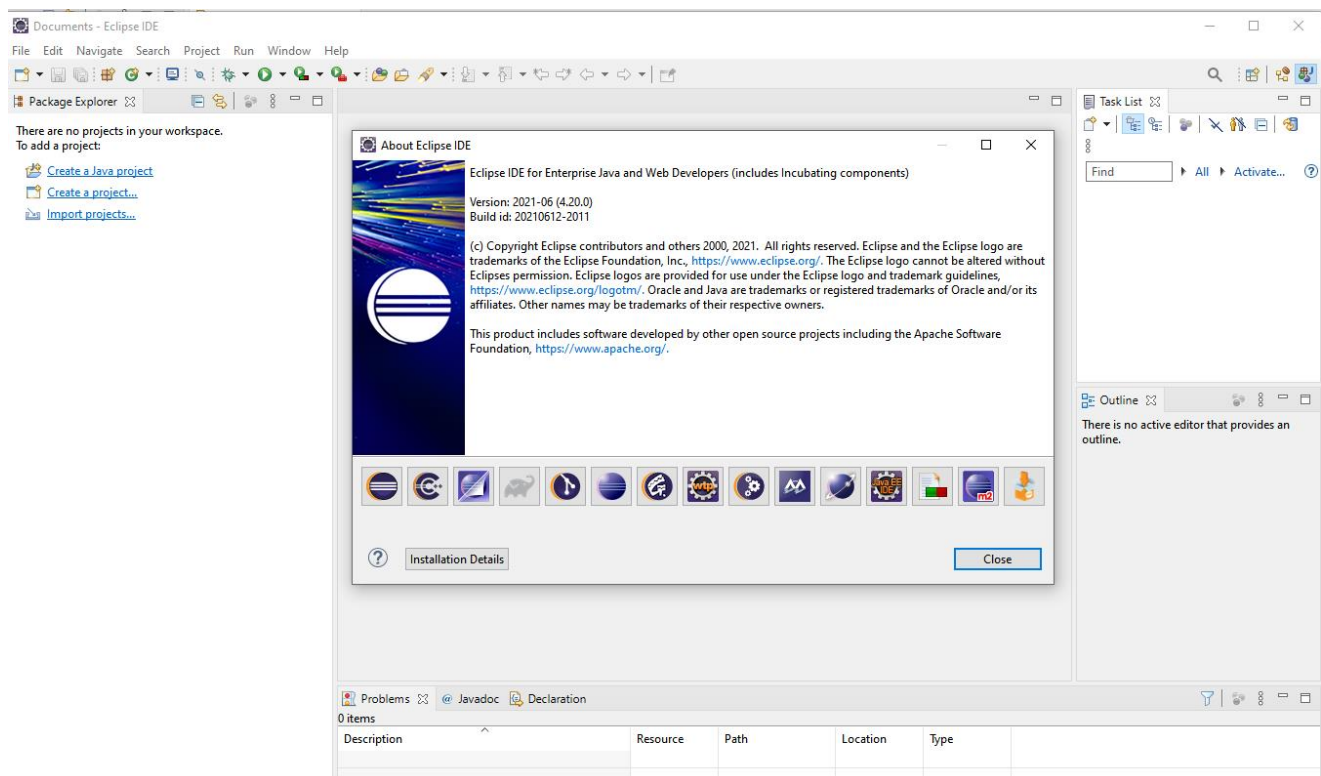 Documents - Eclipse IDE
File Edit Navigate Search Project Run Window Help
Package Explorer
There are no projects in your workspace.
To add a project:
Create a Java project
Create a project...
Import projects...
About Eclipse IDE
Eclipse IDE for Enterprise Java and Web Developers (includes Incubating components)
Version: 2021-06 (4.20.0)
Build id: 20210612-2011
(c) Copyright Eclipse contributors and others 2000, 2021. All rights reserved. Eclipse and the Eclipse logo are
trademarks of the Eclipse Foundation, Inc., https://www.eclipse.org/. The Eclipse logo cannot be altered without
Eclipses permission. Eclipse logos are provided for use under the Eclipse logo and trademark guidelines,
https://www.eclipse.org/logotm/. Oracle and Java are trademarks or registered trademarks of Oracle and/or its
affiliates. Other names may be trademarks of their respective owners.
This product includes software developed by other open source projects including the Apache Software
Foundation, https://www.apache.org/.
wtp
Java EE
IDE
m2
Installation Details
Close
Task List
Find All Activate...
Outline
There is no active editor that provides an
outline.
Problems @ Javadoc Declaration
0 items
Description Resource Path Location Type